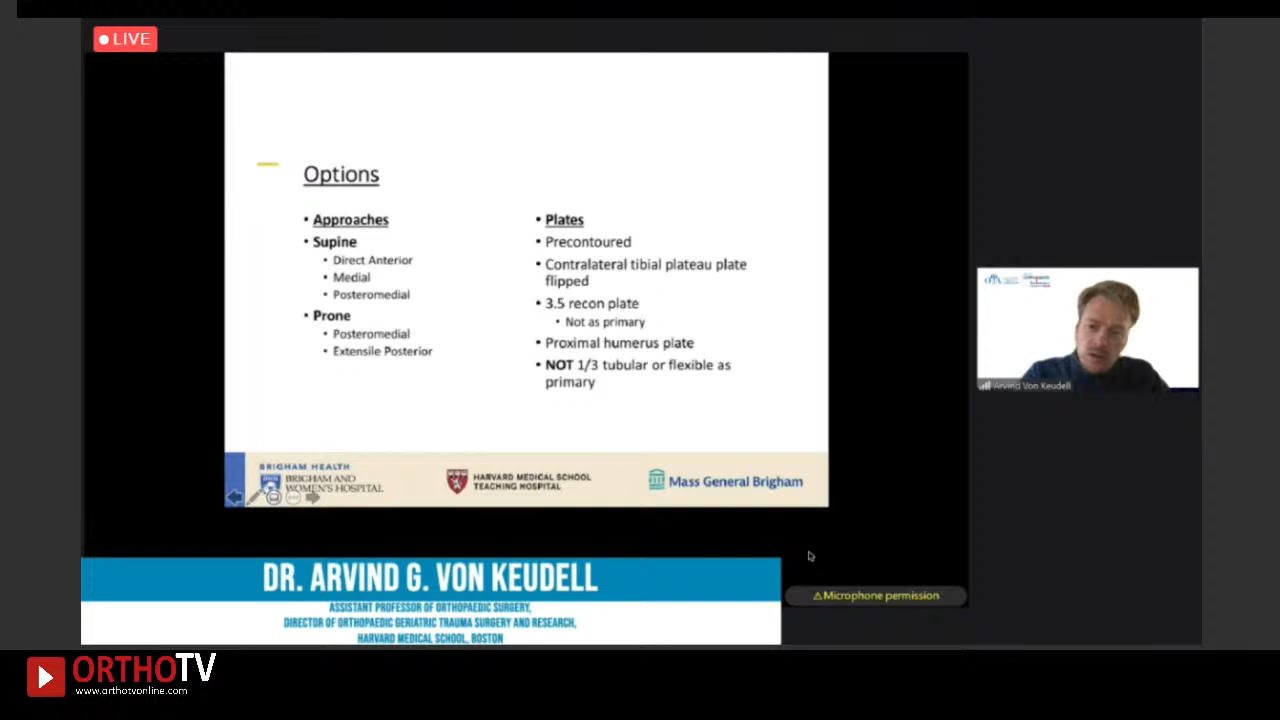 LIVE
Options
• Approaches
• Supine
• Direct Anterior
• Medial
• Posteromedial
• Prone
• Posteromedial
• Extensile Posterior
• Plates
• Precontoured
• Contralateral tibial plateau plate
flipped
• 3.5 recon plate
• Not as primary
• Proximal humerus plate
• NOT 1/3 tubular or flexible as
primary
BRIGHAM HEALTH
BRIGHAM AND
WOMEN'S HOSPITAL
HARVARD MEDICAL SCHOOL
TEACHING HOSPITAL
Mass General Brigham
Arvind Von Keudell
DR. ARVIND G. VON KEUDELL
ASSISTANT PROFESSOR OF ORTHOPAEDIC SURGERY,
DIRECTOR OF ORTHOPAEDIC GERIATRIC TRAUMA SURGERY AND RESEARCH,
HARVARD MEDICAL SCHOOL, BOSTON
⚠Microphone permission
ORTHOTV
www.orthotvonline.com